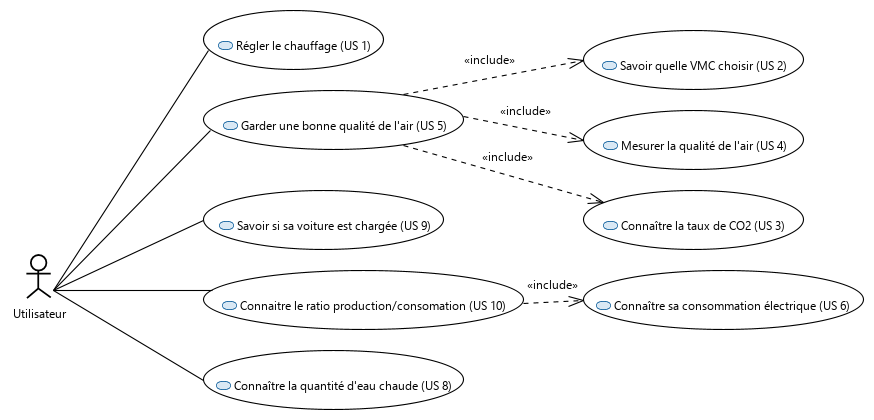 Régler le chauffage (US 1)
«include»
Savoir quelle VMC choisir (US 2)
Garder une bonne qualité de l'air (US 5)
«include»
Mesurer la qualité de l'air (US 4)
«include»
Connaître la taux de CO2 (US 3)
Savoir si sa voiture est chargée (US 9)
Utilisateur
Connaitre le ratio production/consomation (US 10)
«include»
Connaître sa consommation électrique (US 6)
Connaître la quantité d'eau chaude (US 8)